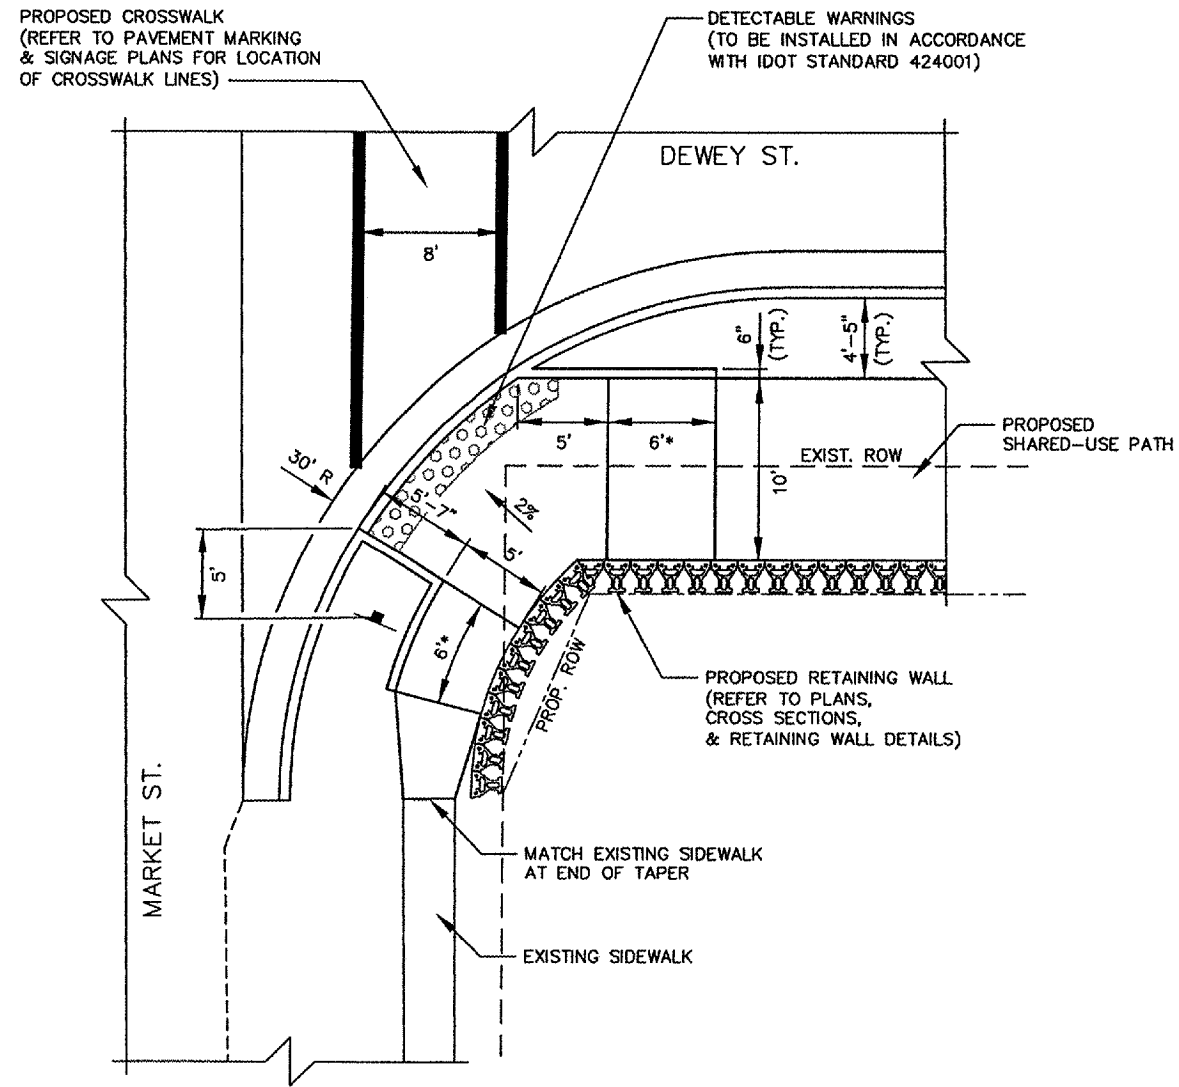 PROPOSED CROSSWALK
(REFER TO PAVEMENT MARKING
& SIGNAGE PLANS FOR LOCATION
OF CROSSWALK LINES)
DETECTABLE WARNINGS
(TO BE INSTALLED IN ACCORDANCE
WITH IDOT STANDARD 424001)
DEWEY ST.
8'
6"
(TYP.)
4'-5"
(TYP.)
5'
6'*
10'
EXIST. ROW
PROPOSED
SHARED-USE PATH
30' R
5'-7"
2%
5'
5'
6'*
PROP. ROW
PROPOSED RETAINING WALL
(REFER TO PLANS,
CROSS SECTIONS,
& RETAINING WALL DETAILS)
MARKET ST.
MATCH EXISTING SIDEWALK
AT END OF TAPER
EXISTING SIDEWALK